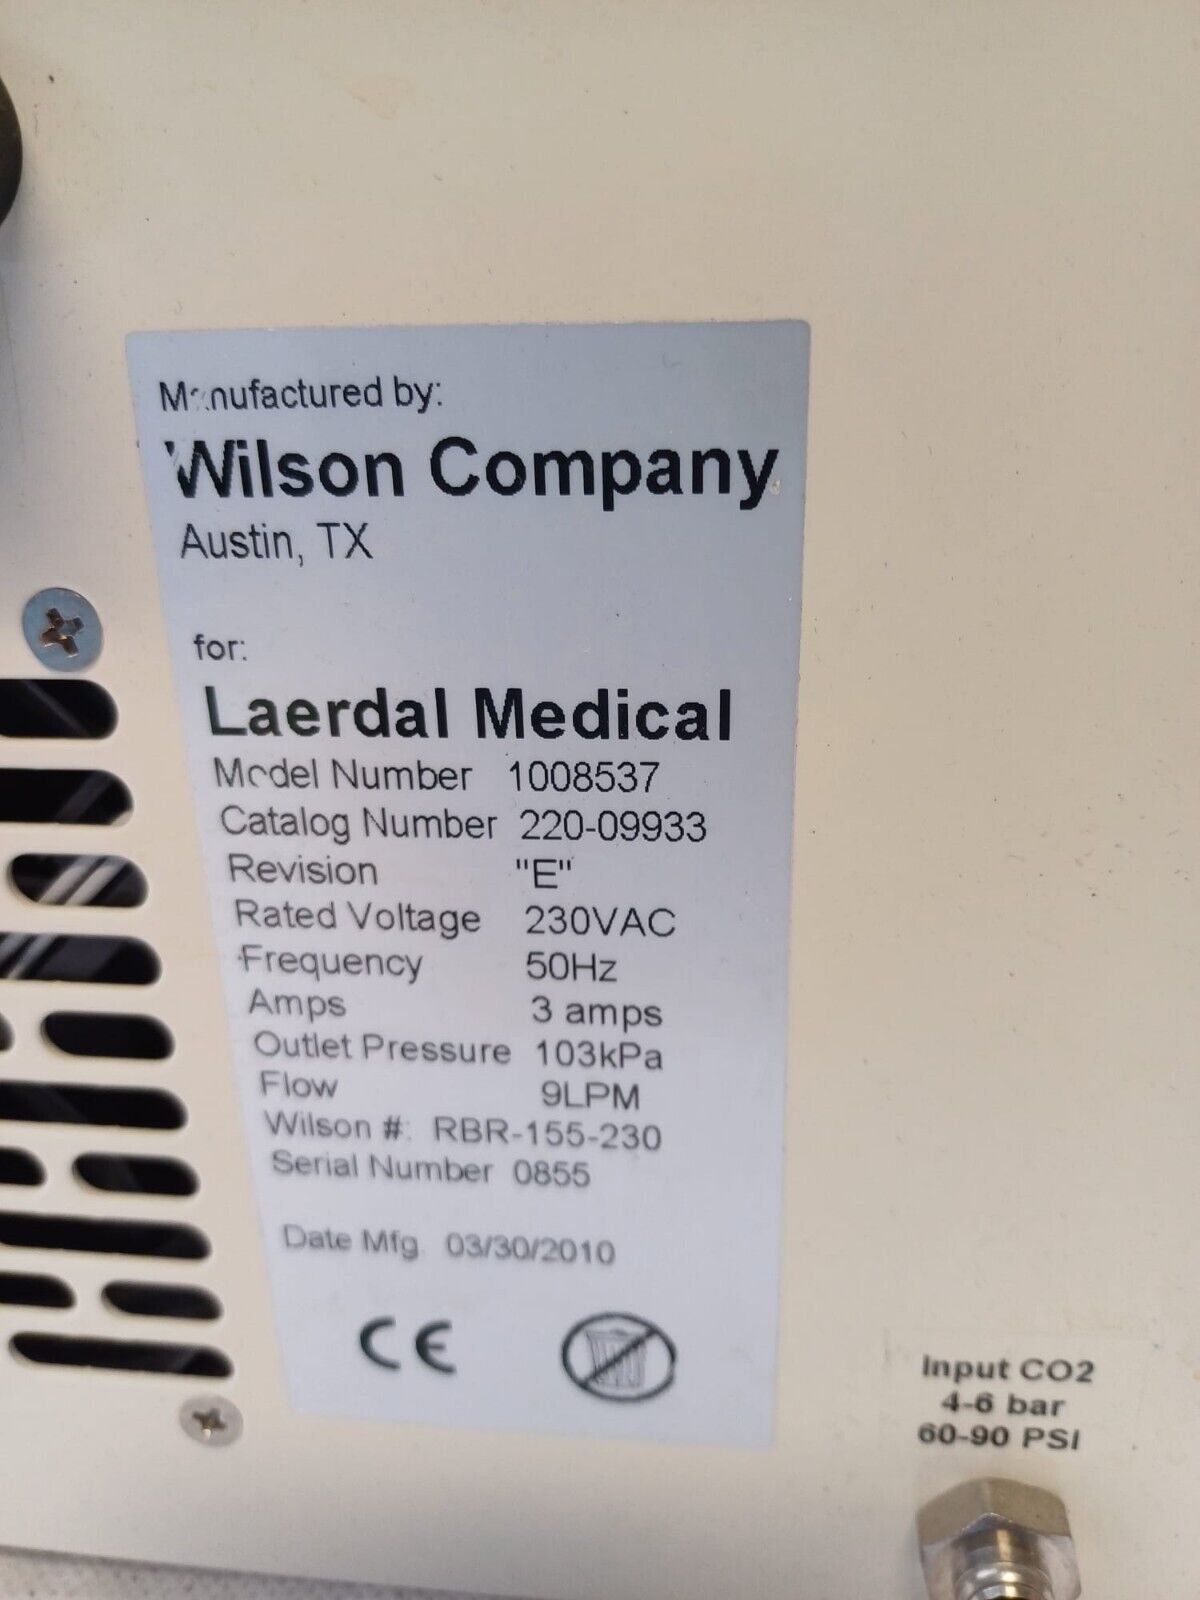 Manufactured by:
Wilson Company
Austin, TX
for:
Laerdal Medical
Model Number 1008537
Catalog Number 220-09933
Revision "E"
Rated Voltage 230VAC
Frequency 50Hz
Amps 3 amps
Outlet Pressure 103kPa
Flow 9LPM
Wilson #: RBR-155-230
Serial Number 0855
Date Mfg. 03/30/2010
CE
Input CO2
4-6 bar
60-90 PSI